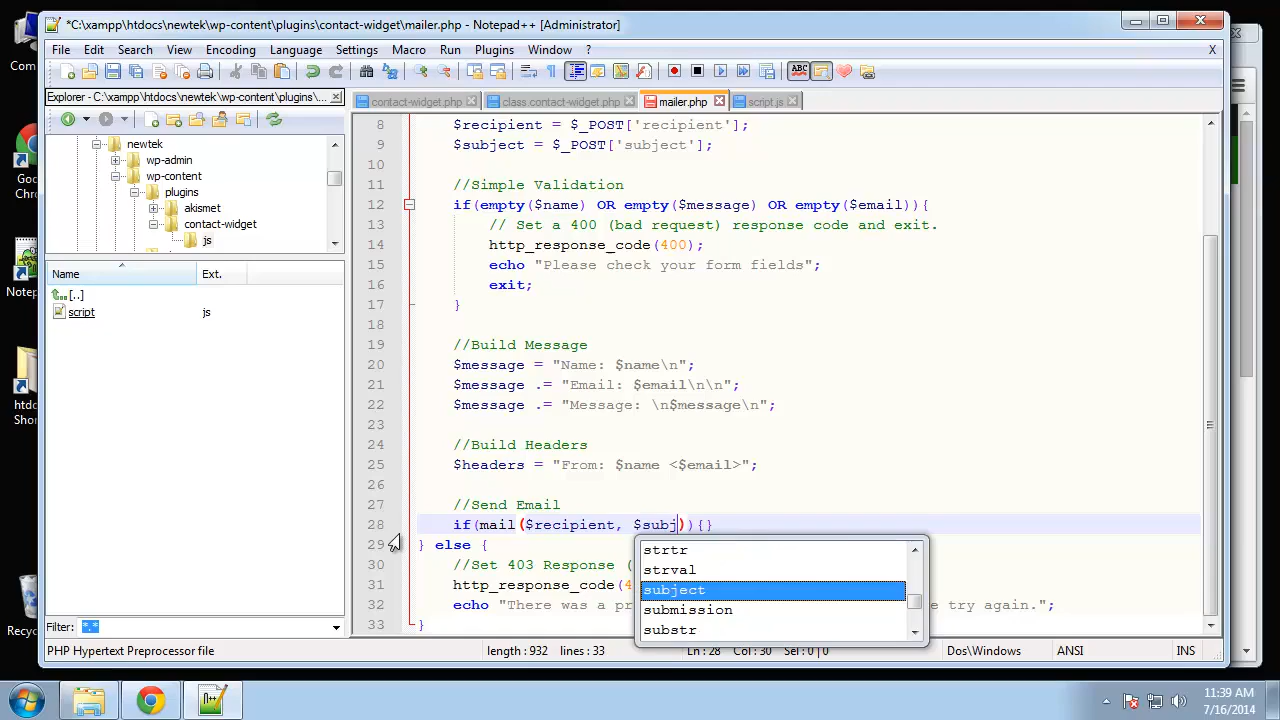 *C:\xampp\htdocs\newtek\wp-content\plugins\contact-widget\mailer.php - Notepad++ [Administrator]
File Edit Search View Encoding Language Settings Macro Run Plugins Window ? X
ABC
Explorer - C:\xampp\htdocs\newtek\wp-content\plugins\...
contact-widget.php class.contact-widget.php mailer.php script.js
newtek
wp-admin
wp-content
plugins
akismet
contact-widget
js
Name Ext.
[..]
script js
Filter: *.*
8 $recipient = $_POST['recipient'];
9 $subject = $_POST['subject'];
10
11 //Simple Validation
12 if(empty($name) OR empty($message) OR empty($email)){
13 // Set a 400 (bad request) response code and exit.
14 http_response_code(400);
15 echo "Please check your form fields";
16 exit;
17 }
18
19 //Build Message
20 $message = "Name: $name\n";
21 $message .= "Email: $email\n\n";
22 $message .= "Message: \n$message\n";
23
24 //Build Headers
25 $headers = "From: $name <$email>";
26
27 //Send Email
28 if(mail($recipient, $subj)){}
29 } else {
30 //Set 403 Response (
31 http_response_code(4
32 echo "There was a pr e try again.";
33 }
strtr
strval
subject
submission
substr
PHP Hypertext Preprocessor file length : 932 lines : 33 Ln : 28 Col : 30 Sel : 0 | 0 Dos\Windows ANSI INS
Com
Goo
Chr
Notep
htdo
Shor
Recyc
11:39 AM
7/16/2014